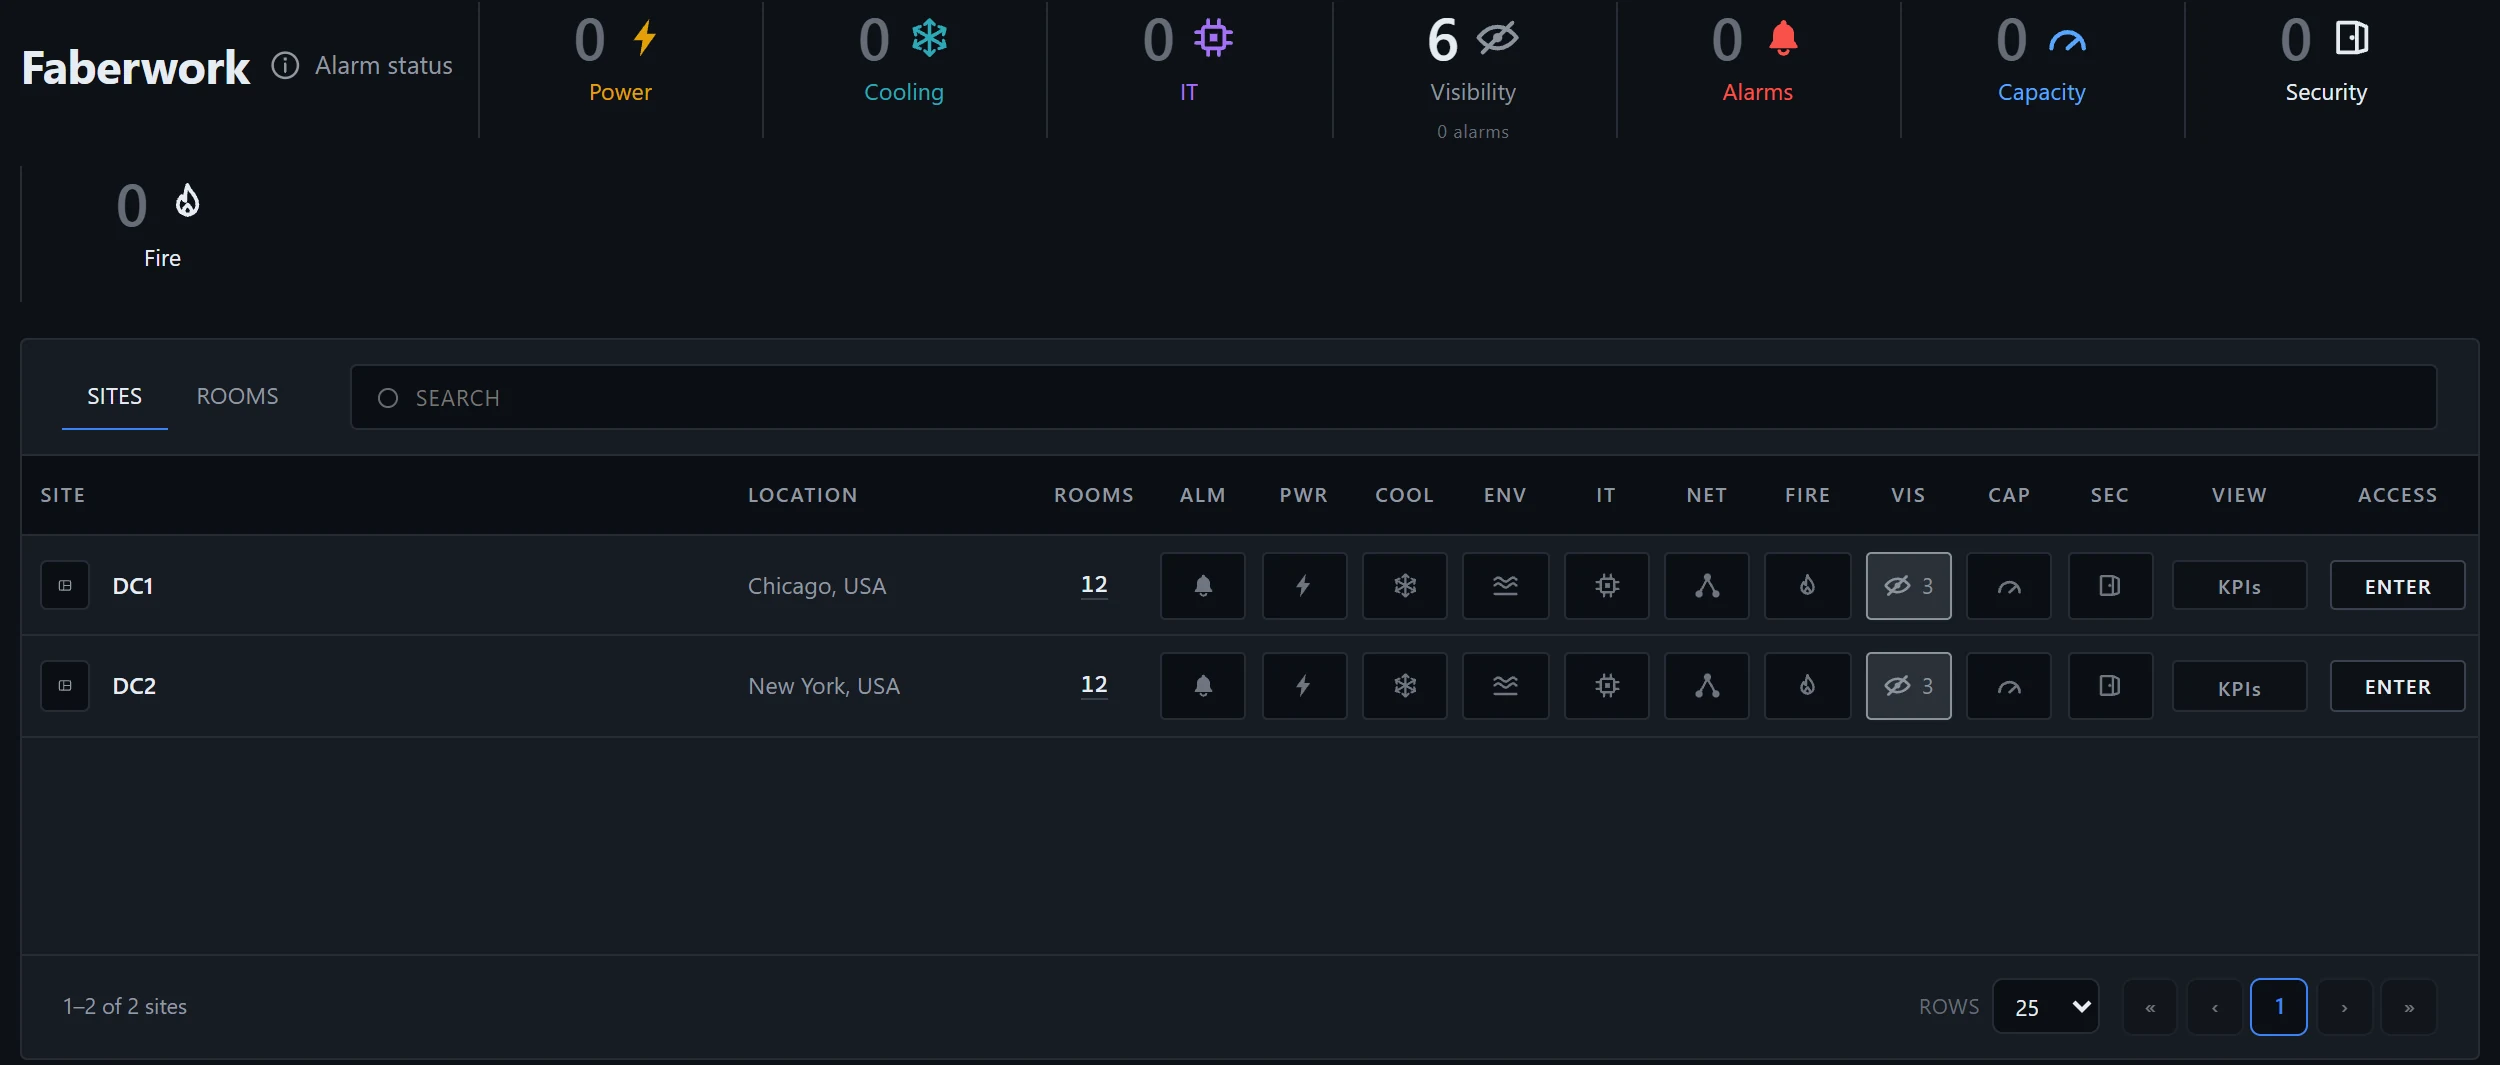 Faberwork Alarm status
0 Power
0 Cooling
0 IT
6 Visibility
0 alarms
0 Alarms
0 Capacity
0 Security
0 Fire
SITES ROOMS SEARCH
SITE LOCATION ROOMS ALM PWR COOL ENV IT NET FIRE VIS CAP SEC VIEW ACCESS
DC1 Chicago, USA 12 3 KPIs ENTER
DC2 New York, USA 12 3 KPIs ENTER
1–2 of 2 sites ROWS 25 « ‹ 1 › »